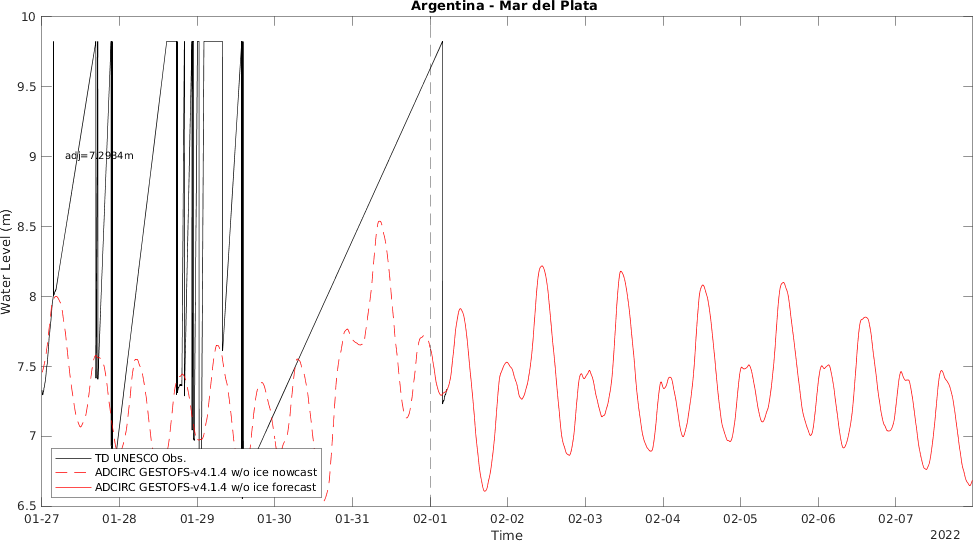 Argentina - Mar del Plata
10
9.5
9
8.5
8
7.5
7
6.5
Water Level (m)
adj=7.2984m
TD UNESCO Obs.
ADCIRC GESTOFS-v4.1.4 w/o ice nowcast
ADCIRC GESTOFS-v4.1.4 w/o ice forecast
01-27 01-28 01-29 01-30 01-31 02-01 02-02 02-03 02-04 02-05 02-06 02-07
Time
2022